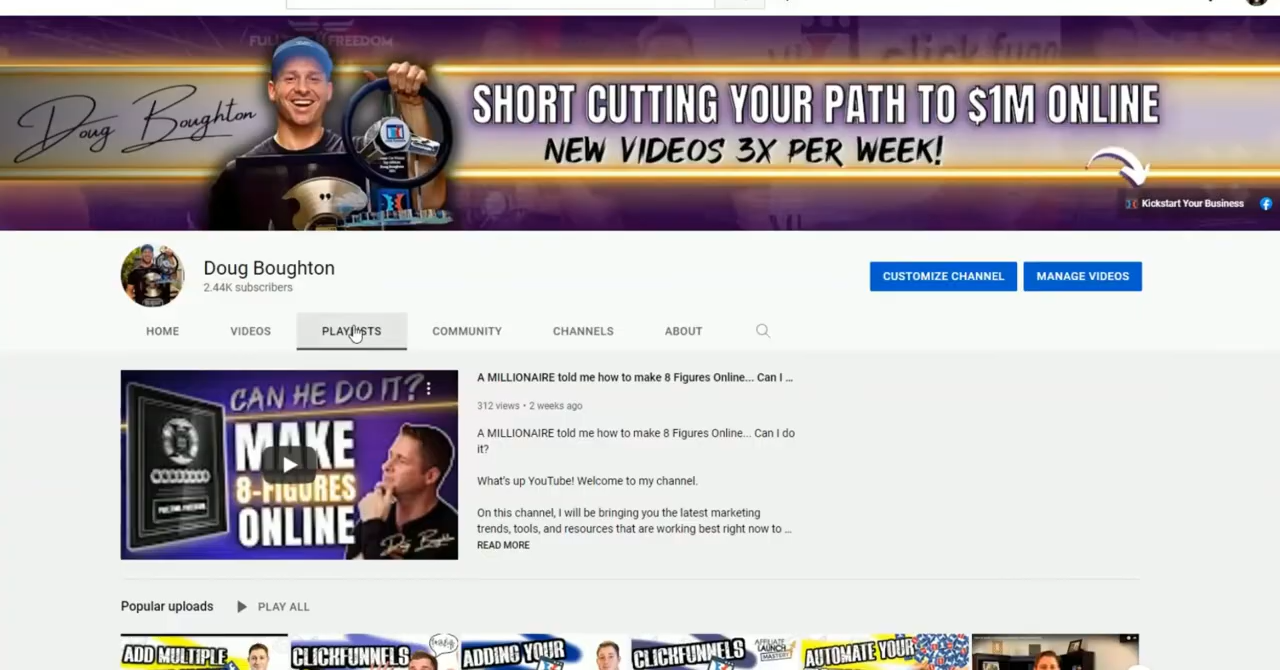 FULL FREEDOM
click funn
Doug Boughton
SHORT CUTTING YOUR PATH TO $1M ONLINE
NEW VIDEOS 3X PER WEEK!
Kickstart Your Business
Doug Boughton
2.44K subscribers
CUSTOMIZE CHANNEL
MANAGE VIDEOS
HOME
VIDEOS
PLAYLISTS
COMMUNITY
CHANNELS
ABOUT
CAN HE DO IT?
MAKE
8-FIGURES
ONLINE
Doug
A MILLIONAIRE told me how to make 8 Figures Online... Can I ...
312 views • 2 weeks ago
A MILLIONAIRE told me how to make 8 Figures Online... Can I do
it?
What's up YouTube! Welcome to my channel.
On this channel, I will be bringing you the latest marketing
trends, tools, and resources that are working best right now to ...
READ MORE
Popular uploads
PLAY ALL
ADD MULTIPLE
CLICKFUNNELS
ADDING YOUR
CLICKFUNNELS
AFFILIATE
LAUNCH
MASTERY
AUTOMATE YOUR